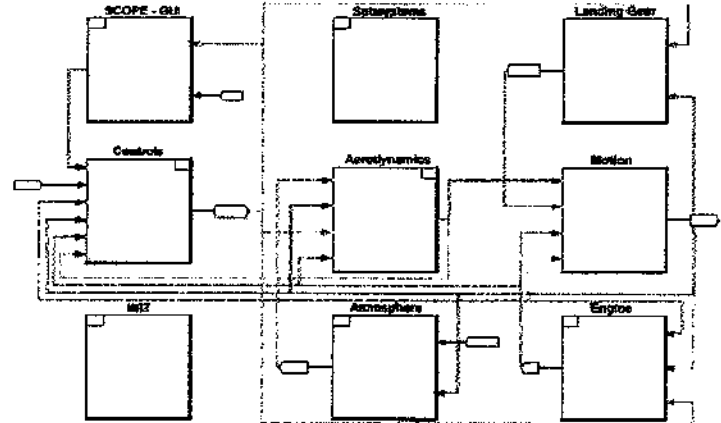 SCOPE - GUI
Subsystems
Landing Gear
Controls
Aerodynamics
Motion
Atmosphere
Engine